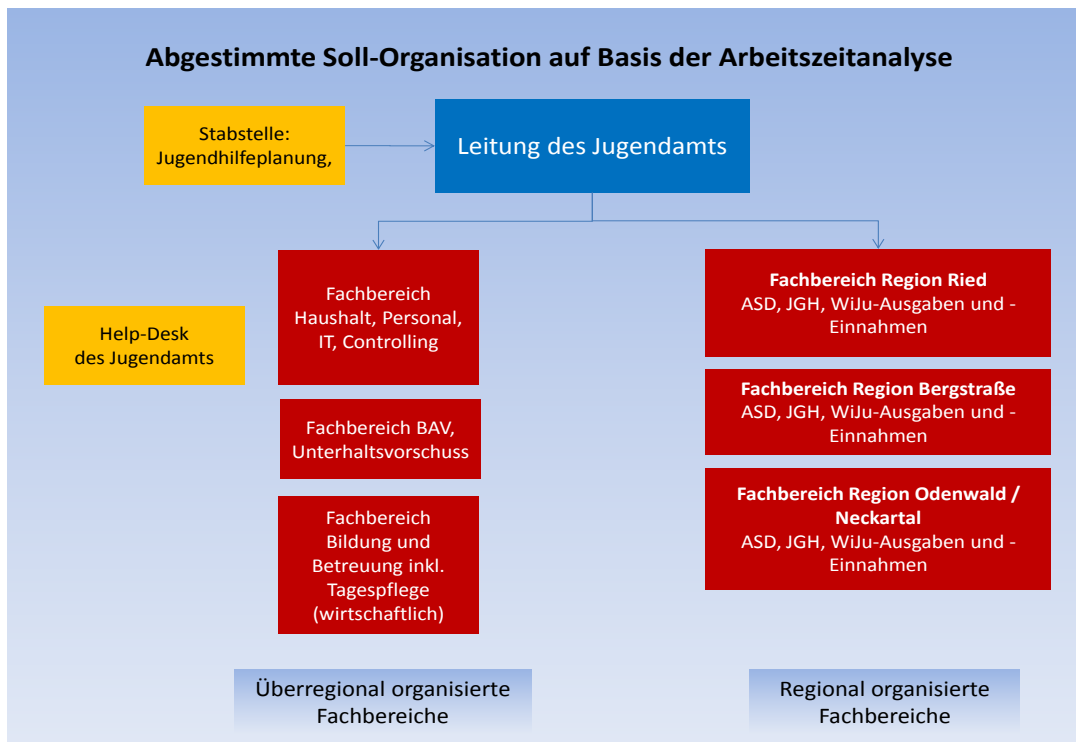 Abgestimmte Soll-Organisation auf Basis der Arbeitszeitanalyse
Stabstelle:
Jugendhilfeplanung,
Leitung des Jugendamts
Help-Desk
des Jugendamts
Fachbereich
Haushalt, Personal,
IT, Controlling
Fachbereich BAV,
Unterhaltsvorschuss
Fachbereich
Bildung und
Betreuung inkl.
Tagespflege
(wirtschaftlich)
Überregional organisierte
Fachbereiche
Fachbereich Region Ried
ASD, JGH, WiJu-Ausgaben und -
Einnahmen
Fachbereich Region Bergstraße
ASD, JGH, WiJu-Ausgaben und -
Einnahmen
Fachbereich Region Odenwald /
Neckartal
ASD, JGH, WiJu-Ausgaben und -
Einnahmen
Regional organisierte
Fachbereiche